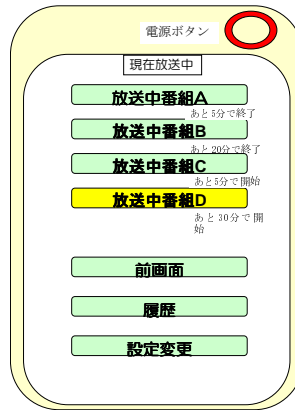 電源ボタン
現在放送中
放送中番組A
あと5分で終了
放送中番組B
あと20分で終了
放送中番組C
あと5分で開始
放送中番組D
あと30分で開
始
前画面
履歴
設定変更